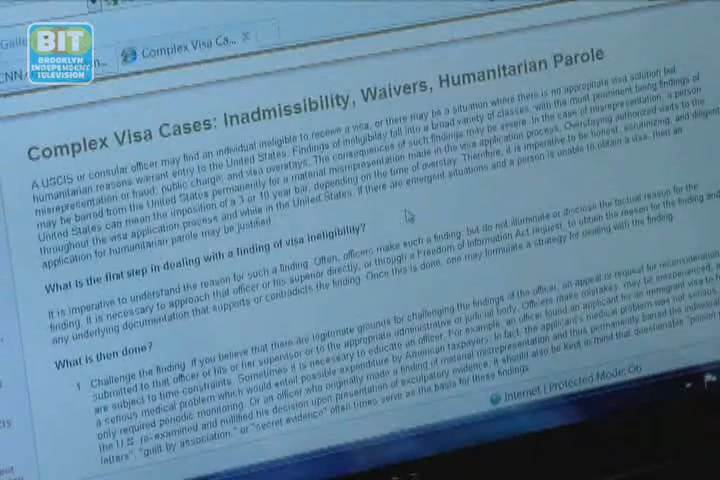 BIT
BROOKLYN
INDEPENDENT
TELEVISION
Complex Visa Ca...
Complex Visa Cases: Inadmissibility, Waivers, Humanitarian Parole
A USCIS or consular officer may find an individual ineligible to receive a visa, or there may be a situation where there is no appropriate visa solution but
humanitarian reasons warrant entry to the United States. Findings of ineligibility fall into a broad variety of classes, with the most prominent being findings of
misrepresentation or fraud, public charge, and visa overstays. The consequences of such findings may be severe. In the case of misrepresentation, a person
may be barred from the United States permanently for a material misrepresentation made in the visa application process. Overstaying authorized visits to the
United States can mean the imposition of a 3 or 10 year bar, depending on the time of overstay. Therefore, it is imperative to be honest, scrutinizing, and
throughout the visa application process and while in the United States. If there are emergent situations and a person is unable to obtain a visa, then an
application for humanitarian parole may be justified.
What is the first step in dealing with a finding of visa ineligibility?
It is imperative to understand the reason for such a finding. Often, officers make such a finding, but do not illuminate or disclose the factual reason for the
finding. It is necessary to approach that officer or his superior directly, or through a Freedom of Information Act request, to obtain the reason for the finding and
any underlying documentation that supports or contradicts the finding. Once this is done, one may formulate a strategy for dealing with the finding.
What is then done?
1 Challenge the finding. If you believe that there are legitimate grounds for challenging the findings of the officer, an appeal or request for reconsideration
submitted to that officer or his or her supervisor or to the appropriate administrative or judicial body. Officers make mistakes, may be inexperienced,
are subject to time constraints. Sometimes it is necessary to educate an officer. For example, an officer found an applicant for an immigrant visa
a serious medical problem which would entail possible expenditure by American taxpayers. In fact, the applicant's medical problem was not serious
only required periodic monitoring. Or an officer who originally made a finding of material misrepresentation and thus permanently barred the individual
the U.S. re-examined and nullified his decision upon presentation of exculpatory evidence. It should also be kept in mind that questionable "poison
letters", "guilt by association," or "secret evidence" often times serve as the basis for these findings.
Internet | Protected Mode: On